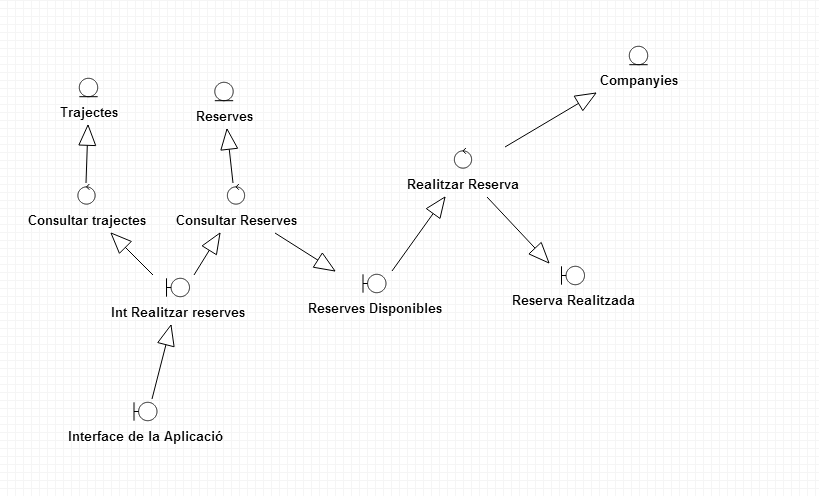 Companyies
Trajectes
Reserves
Realitzar Reserva
Consultar trajectes
Consultar Reserves
Int Realitzar reserves
Reserves Disponibles
Reserva Realitzada
Interface de la Aplicació